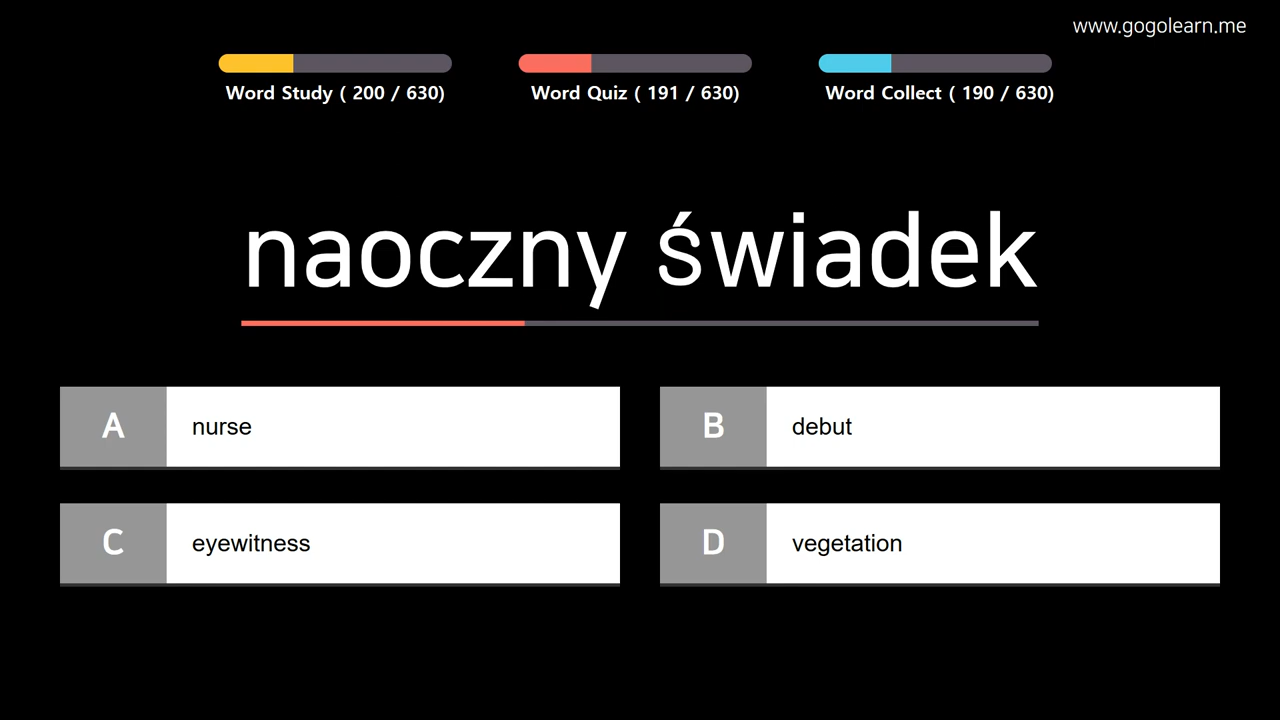 www.gogolearn.me
Word Study ( 200 / 630)
Word Quiz ( 191 / 630)
Word Collect ( 190 / 630)
naoczny świadek
A nurse
B debut
C eyewitness
D vegetation